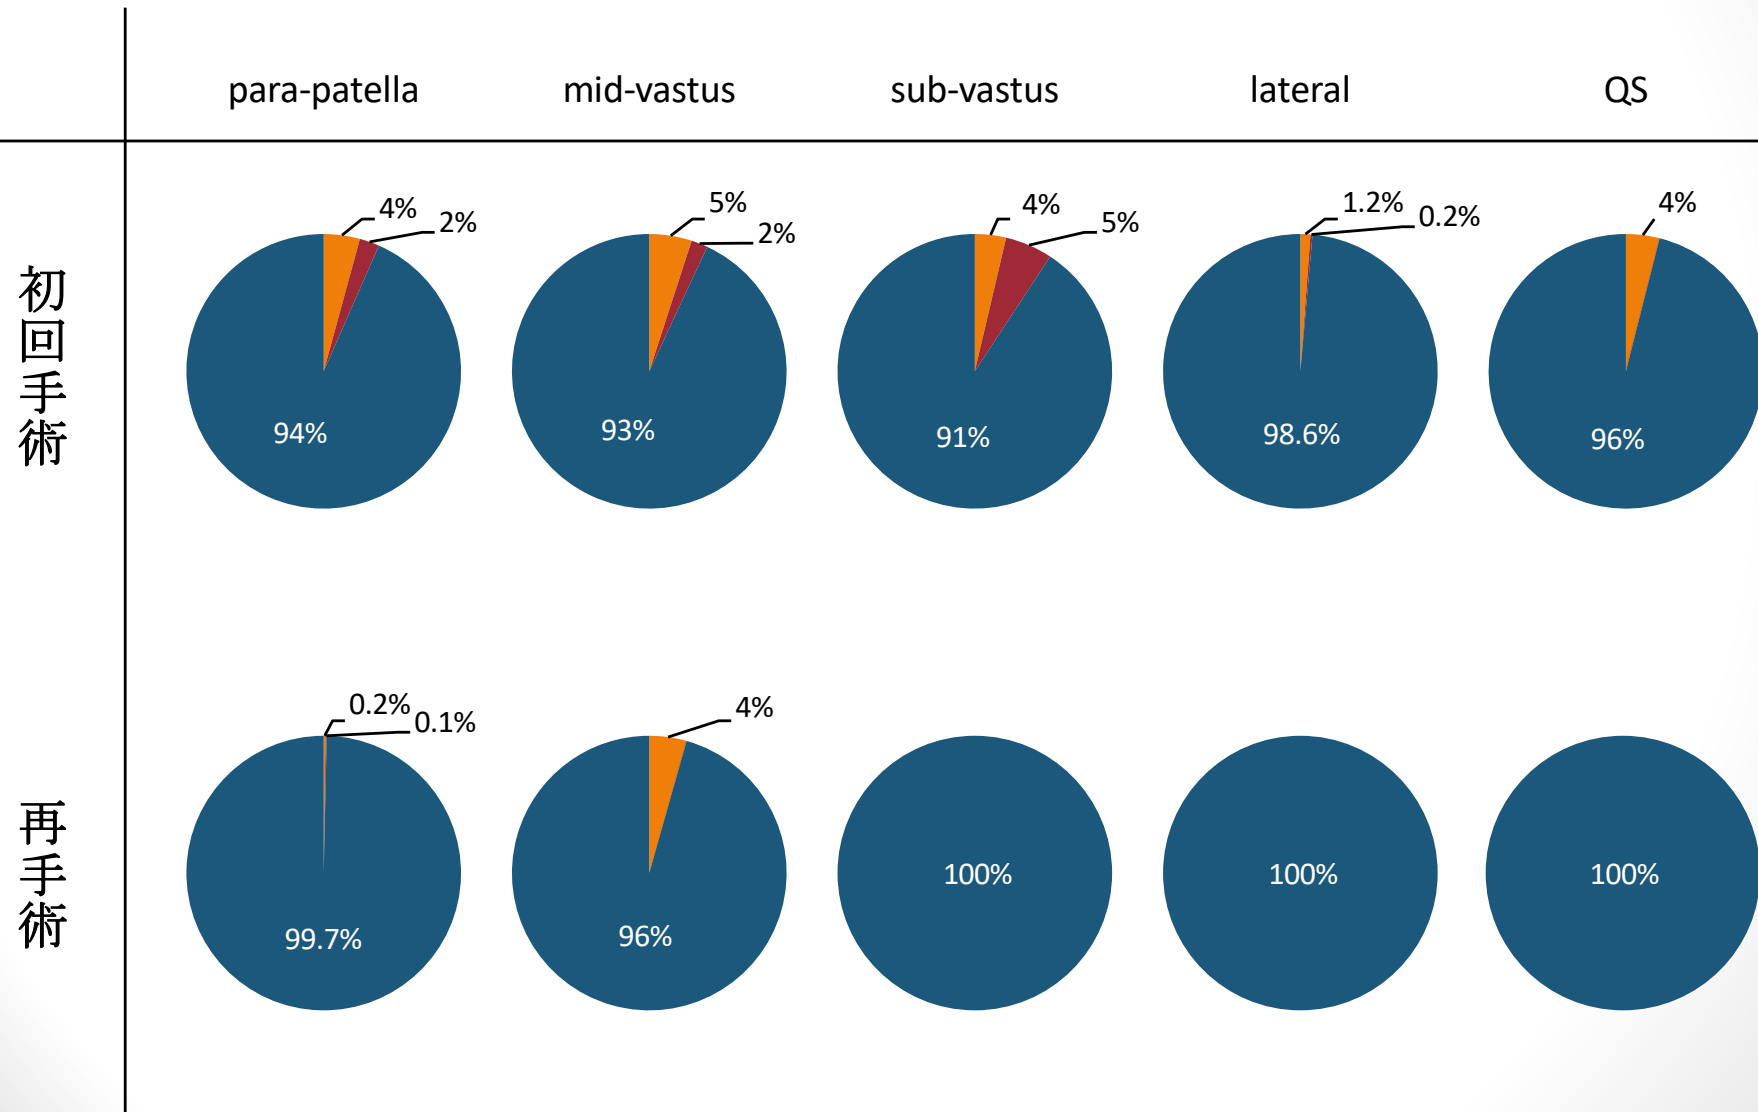 para-patella mid-vastus sub-vastus lateral QS
初回手術
4% 2% 94%
5% 2% 93%
4% 5% 91%
1.2% 0.2% 98.6%
4% 96%
再手術
0.2% 0.1% 99.7%
4% 96%
100%
100%
100%